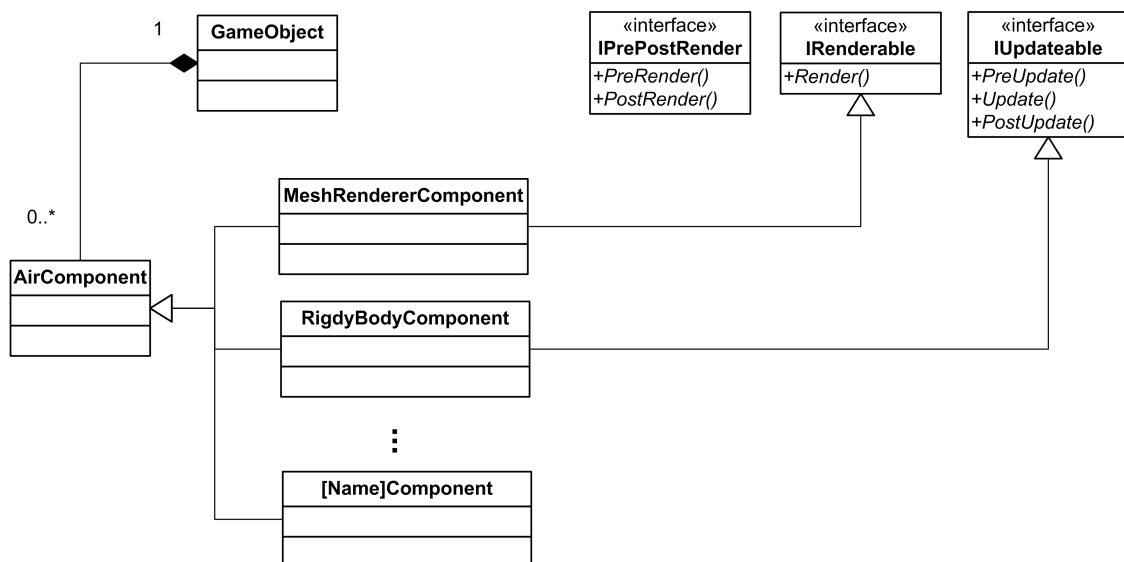 1
GameObject
«interface»
IPrePostRender
+PreRender()
+PostRender()
«interface»
IRenderable
+Render()
«interface»
IUpdateable
+PreUpdate()
+Update()
+PostUpdate()
0..*
AirComponent
MeshRendererComponent
RigdyBodyComponent
⋮
[Name]Component